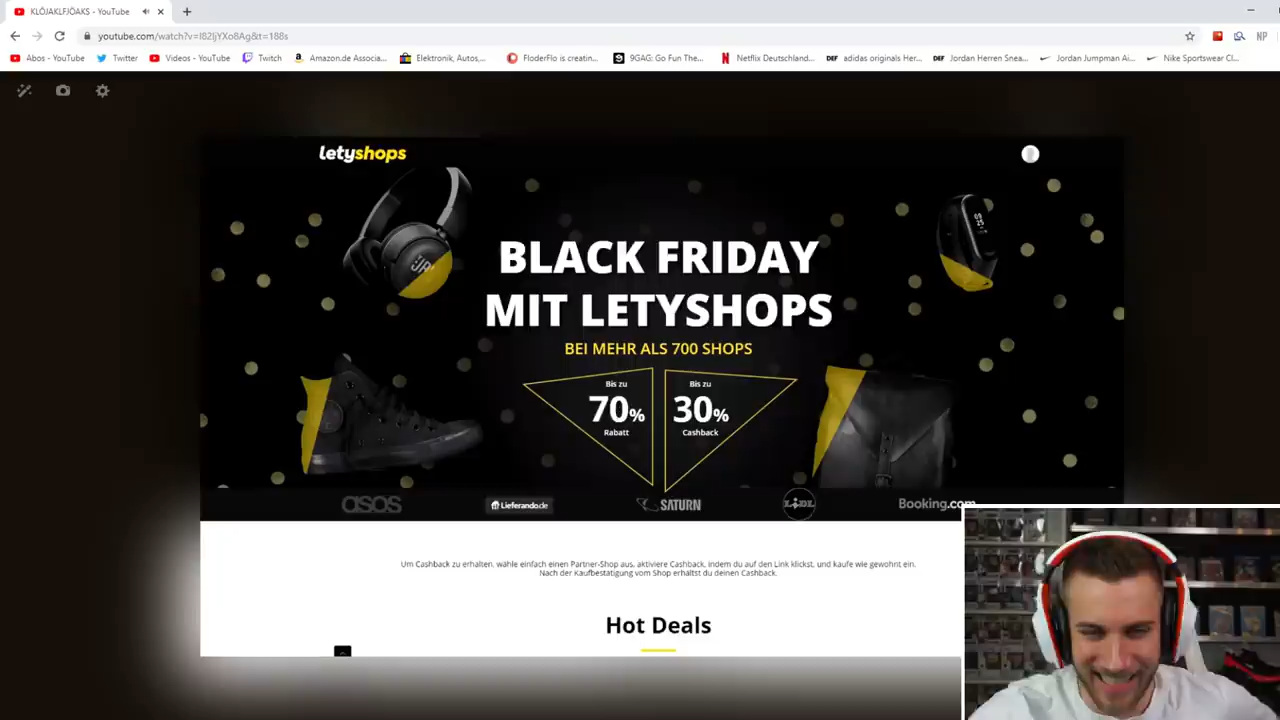 KLÖJAKLFJÖAKS - YouTube
youtube.com/watch?v=I82IjYXo8Ag&t=188s
Abos - YouTube
Twitter
Videos - YouTube
Twitch
Amazon.de Associa...
Elektronik, Autos,...
FloderFlo is creatin...
9GAG: Go Fun The...
Netflix Deutschland...
DEF adidas originals Her...
DEF Jordan Herren Snea...
Jordan Jumpman Ai...
Nike Sportswear Cl...
NP
letyshops
BLACK FRIDAY
MIT LETYSHOPS
BEI MEHR ALS 700 SHOPS
Bis zu
70%
Rabatt
Bis zu
30%
Cashback
asos
Lieferando.de
SATURN
LIDL
Booking.com
Um Cashback zu erhalten, wähle einfach einen Partner-Shop aus, aktiviere Cashback, indem du auf den Link klickst, und kaufe wie gewohnt ein.
Nach der Kaufbestätigung vom Shop erhältst du deinen Cashback.
Hot Deals